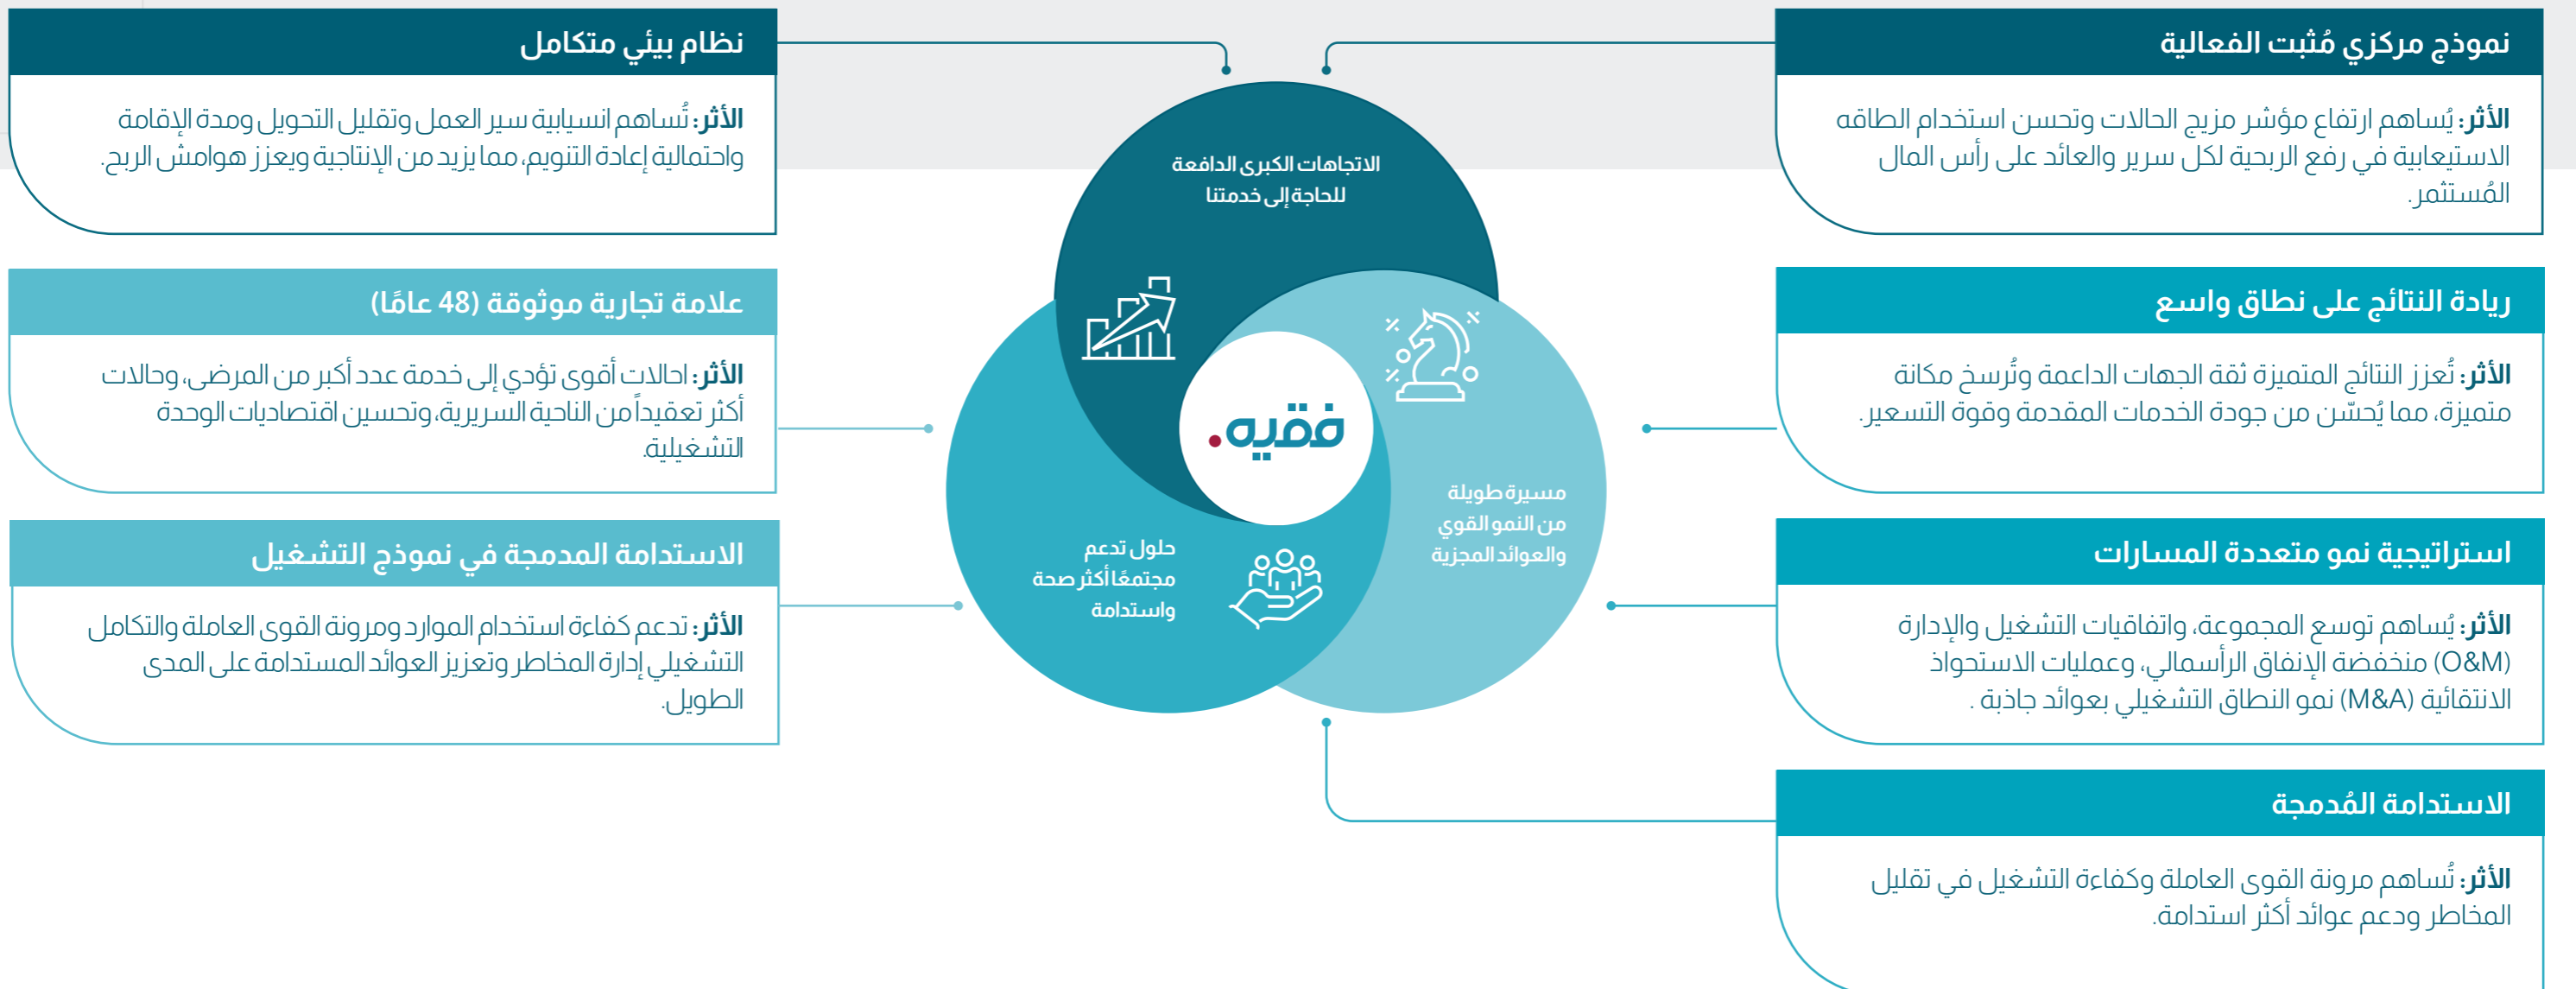 نموذج مركزي مُثبت الفعالية
الأثر: يُساهم ارتفاع مؤشر مزيج الحالات وتحسن استخدام الطاقه
الاستيعابية في رفع الربحية لكل سرير والعائد على رأس المال
المُستثمر.
ريادة النتائج على نطاق واسع
الأثر: تُعزز النتائج المتميزة ثقة الجهات الداعمة وتُرسخ مكانة
متميزة، مما يُحسّن من جودة الخدمات المقدمة وقوة التسعير.
استراتيجية نمو متعددة المسارات
الأثر: يُساهم توسع المجموعة، واتفاقيات التشغيل والإدارة
(O&M) منخفضة الإنفاق الرأسمالي، وعمليات الاستحواذ
الانتقائية (M&A) نمو النطاق التشغيلي بعوائد جاذبة .
الاستدامة المُدمجة
الأثر: تُساهم مرونة القوى العاملة وكفاءة التشغيل في تقليل
المخاطر ودعم عوائد أكثر استدامة.
الاتجاهات الكبرى الدافعة
للحاجة إلى خدمتنا
فقيه.
مسيرة طويلة
من النمو القوي
والعوائد المجزية
حلول تدعم
مجتمعًا أكثر صحة
واستدامة
نظام بيئي متكامل
الأثر: تُساهم انسيابية سير العمل وتقليل التحويل ومدة الإقامة
واحتمالية إعادة التنويم، مما يزيد من الإنتاجية ويعزز هوامش الربح.
علامة تجارية موثوقة (48 عامًا)
الأثر: احالات أقوى تؤدي إلى خدمة عدد أكبر من المرضى، وحالات
أكثر تعقيداً من الناحية السريرية، وتحسين اقتصاديات الوحدة
التشغيلية.
الاستدامة المدمجة في نموذج التشغيل
الأثر: تدعم كفاءة استخدام الموارد ومرونة القوى العاملة والتكامل
التشغيلي إدارة المخاطر وتعزيز العوائد المستدامة على المدى
الطويل.